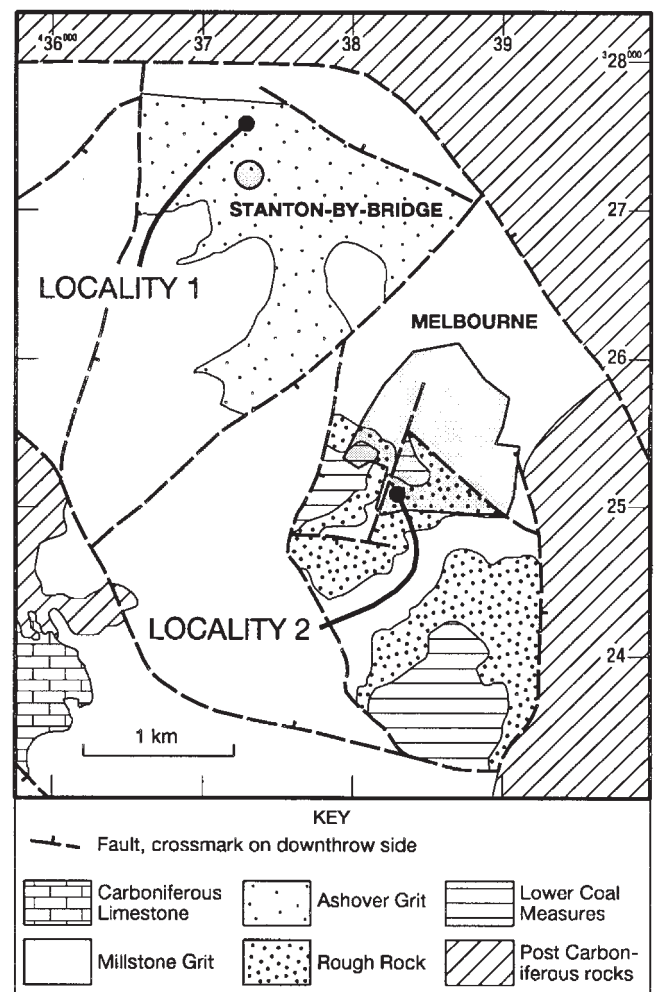 ⁴36⁰⁰⁰ 37 38 39
³28⁰⁰⁰
27
STANTON-BY-BRIDGE
LOCALITY 1
MELBOURNE
26
25
LOCALITY 2
24
1 km
KEY
Fault, crossmark on downthrow side
Carboniferous
Limestone
Ashover Grit
Lower Coal
Measures
Millstone Grit
Rough Rock
Post Carbon-
iferous rocks